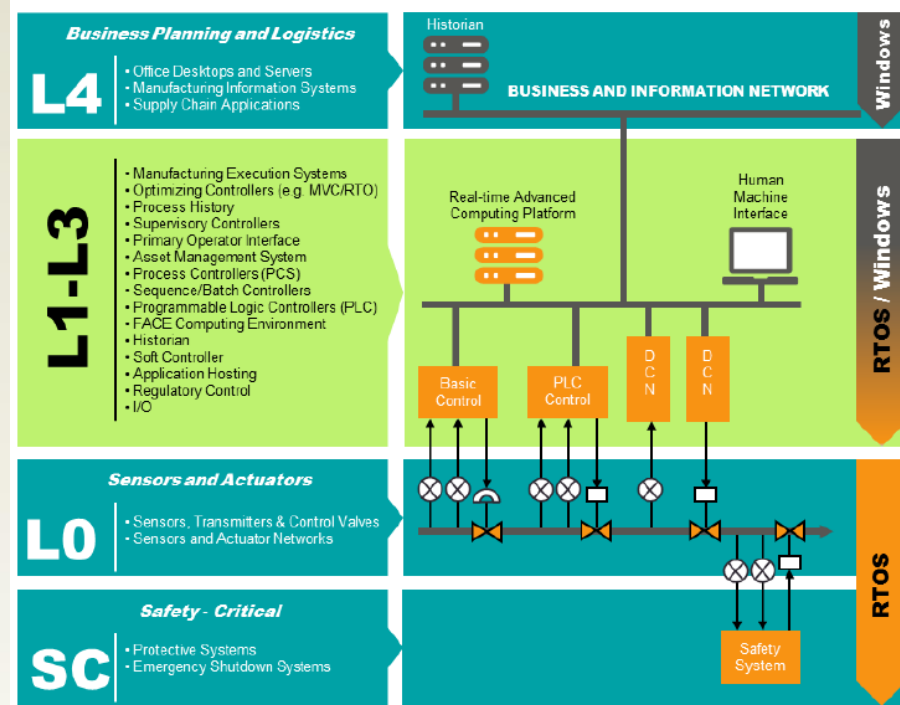 Business Planning and Logistics
L4
- Office Desktops and Servers
- Manufacturing Information Systems
- Supply Chain Applications
Historian
BUSINESS AND INFORMATION NETWORK
Windows
L1-L3
- Manufacturing Execution Systems
- Optimizing Controllers (e.g. MVC/RTO)
- Process History
- Supervisory Controllers
- Primary Operator Interface
- Asset Management System
- Process Controllers (PCS)
- Sequence/Batch Controllers
- Programmable Logic Controllers (PLC)
- FACE Computing Environment
- Historian
- Soft Controller
- Application Hosting
- Regulatory Control
- I/O
Real-time Advanced
Computing Platform
Human
Machine
Interface
Basic
Control
PLC
Control
D
C
N
D
C
N
RTOS / Windows
Sensors and Actuators
L0
- Sensors, Transmitters & Control Valves
- Sensors and Actuator Networks
Safety - Critical
SC
- Protective Systems
- Emergency Shutdown Systems
Safety
System
RTOS